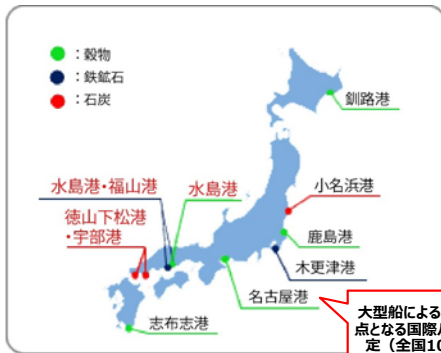 ：穀物
：鉄鉱石
：石炭
釧路港
水島港・福山港
水島港
小名浜港
徳山下松港
・宇部港
鹿島港
木更津港
名古屋港
志布志港
大型船による
点となる国際
定（全国10